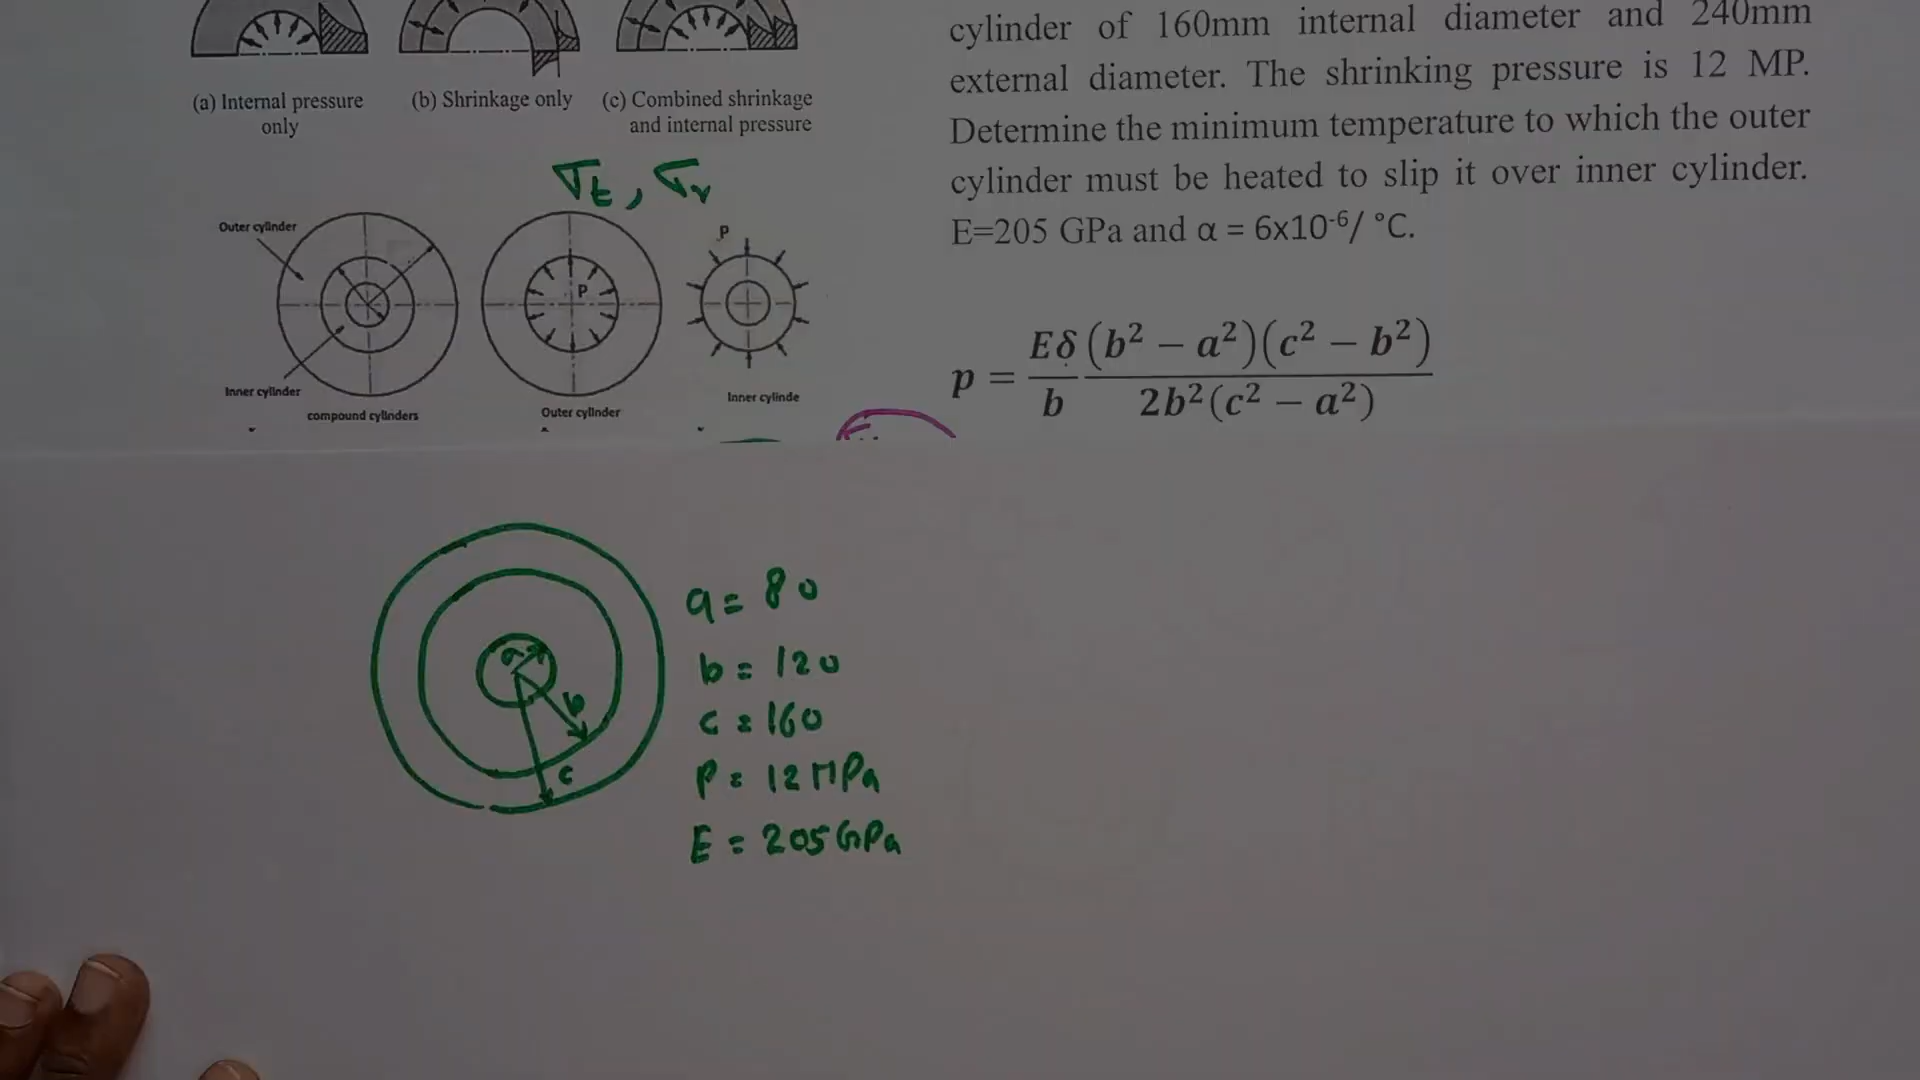 (a) Internal pressure
only
(b) Shrinkage only
(c) Combined shrinkage
and internal pressure
σt, σr
Outer cylinder
Inner cylinder
compound cylinders
P
Outer cylinder
P
Inner cylinde
cylinder of 160mm internal diameter and 240mm
external diameter. The shrinking pressure is 12 MP.
Determine the minimum temperature to which the outer
cylinder must be heated to slip it over inner cylinder.
E=205 GPa and α = 6x10⁻⁶/ °C.
p = Eδ/b (b² − a²)(c² − b²)/2b²(c² − a²)
a
b
c
a = 80
b = 120
c = 160
P = 12 MPa
E = 205 GPa